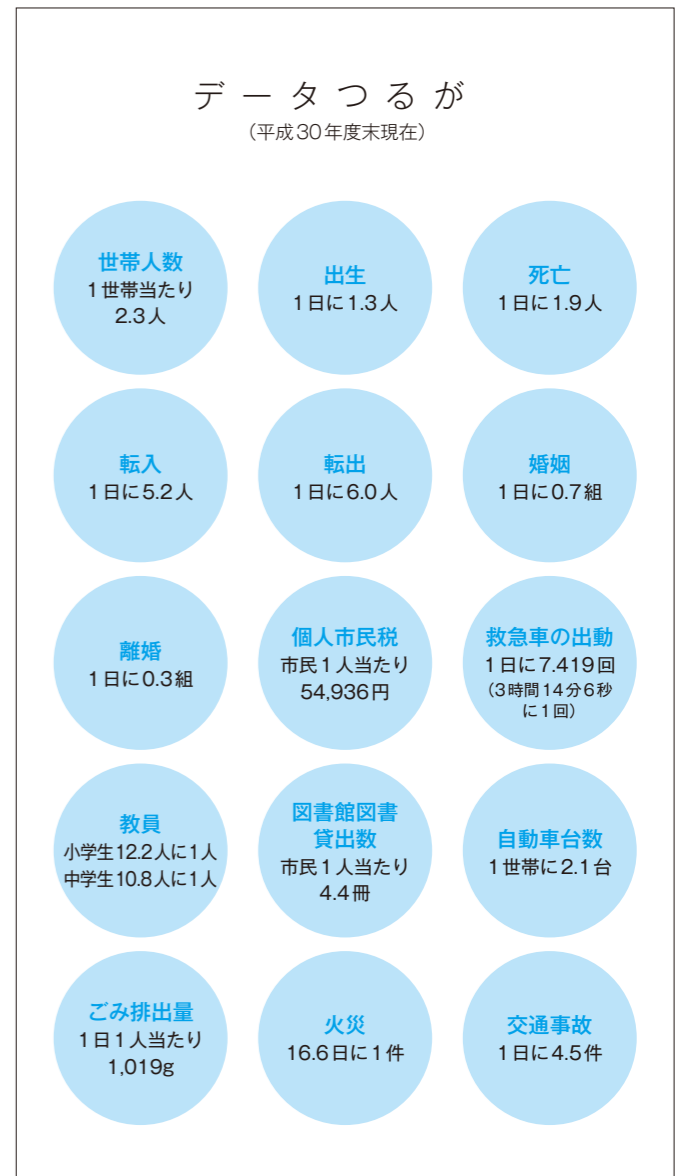 データつるが
(平成30年度末現在)
世帯人数
1世帯当たり
2.3人
出生
1日に1.3人
死亡
1日に1.9人
転入
1日に5.2人
転出
1日に6.0人
婚姻
1日に0.7組
離婚
1日に0.3組
個人市民税
市民1人当たり
54,936円
救急車の出動
1日に7.419回
(3時間14分6秒
に1回)
教員
小学生12.2人に1人
中学生10.8人に1人
図書館図書
貸出数
市民1人当たり
4.4冊
自動車台数
1世帯に2.1台
ごみ排出量
1日1人当たり
1,019g
火災
16.6日に1件
交通事故
1日に4.5件